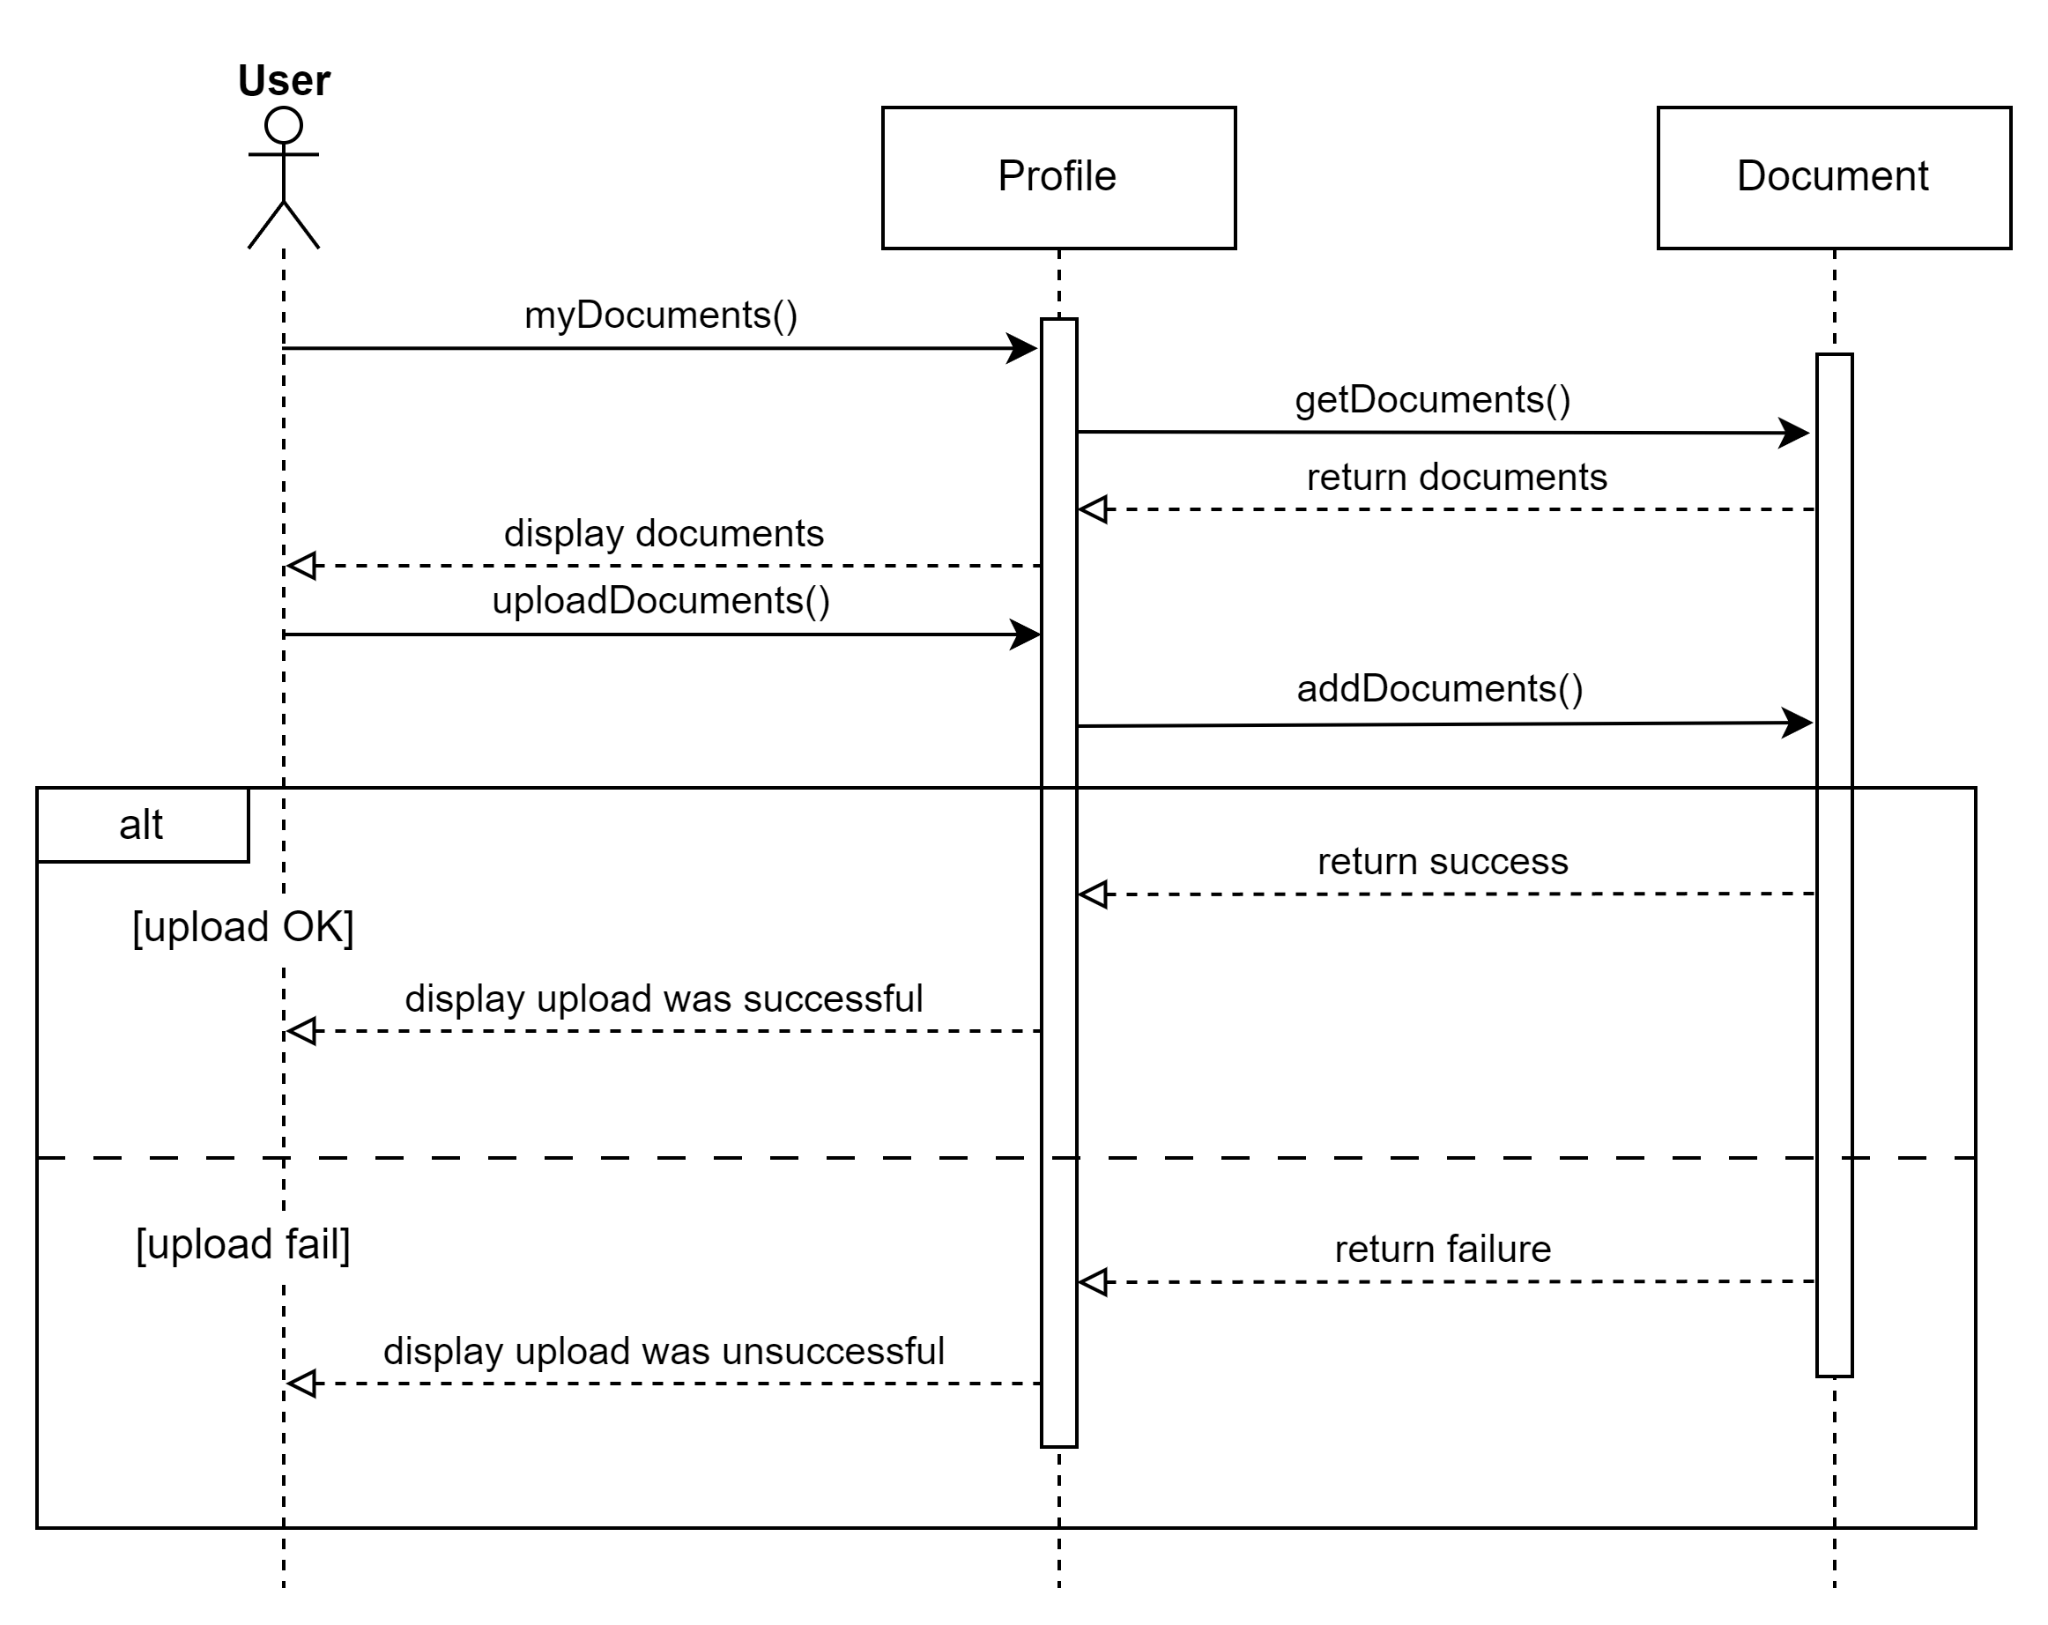 User
Profile
Document
myDocuments()
getDocuments()
return documents
display documents
uploadDocuments()
addDocuments()
alt
return success
[upload OK]
display upload was successful
[upload fail]
return failure
display upload was unsuccessful